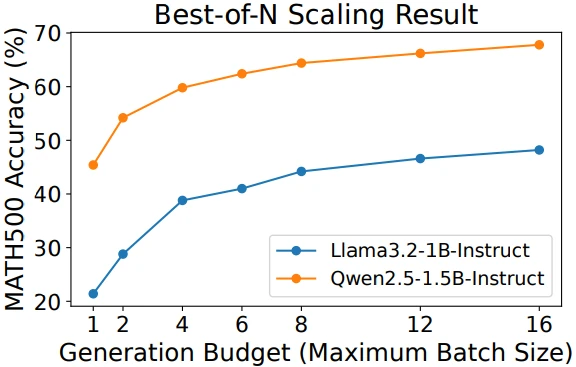 Best-of-N Scaling Result
MATH500 Accuracy (%)
70
60
50
40
30
20
Llama3.2-1B-Instruct
Qwen2.5-1.5B-Instruct
1 2 4 6 8 12 16
Generation Budget (Maximum Batch Size)